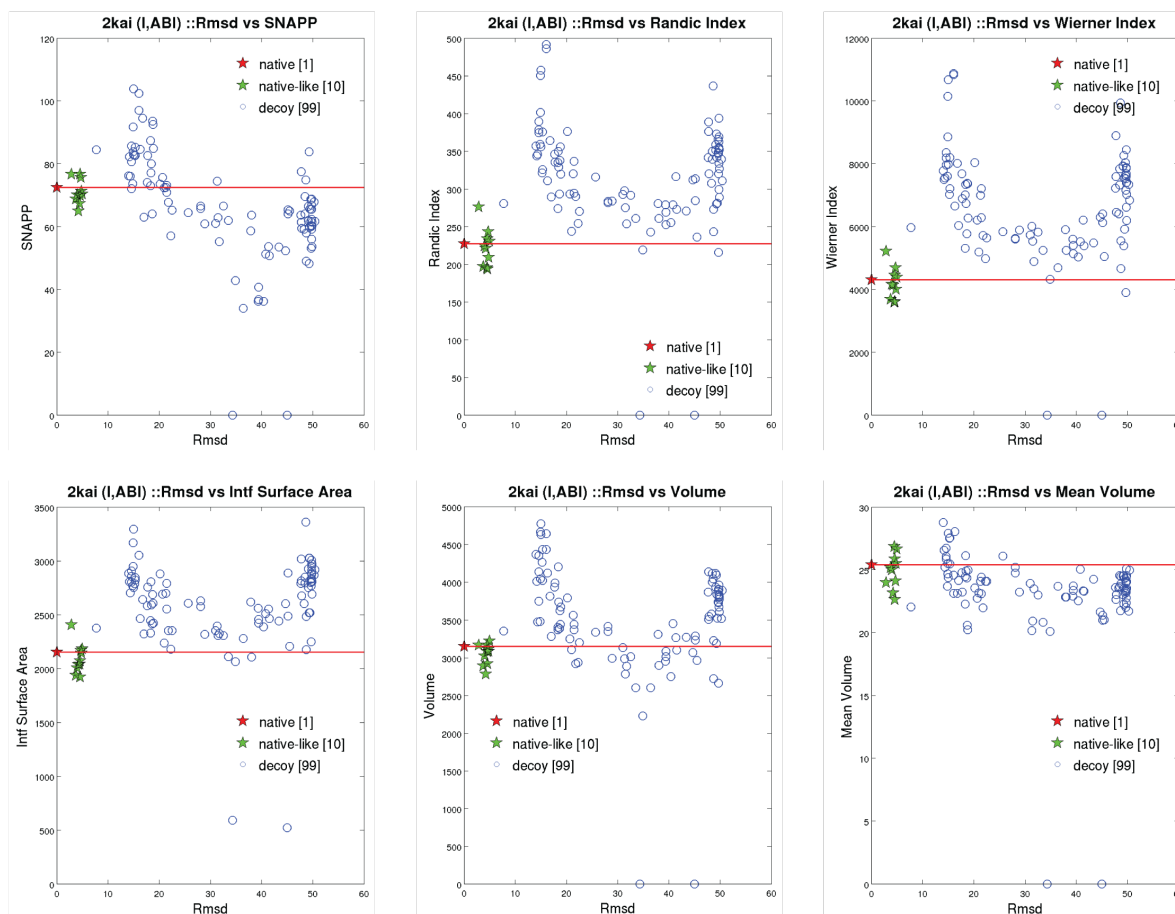 2kai (I,ABI) ::Rmsd vs SNAPP
120
100
80
60
40
20
0
0 10 20 30 40 50 60
SNAPP
Rmsd
native [1]
native-like [10]
decoy [99]
2kai (I,ABI) ::Rmsd vs Randic Index
500
450
400
350
300
250
200
150
100
50
0
0 10 20 30 40 50 60
Randic Index
Rmsd
native [1]
native-like [10]
decoy [99]
2kai (I,ABI) ::Rmsd vs Wierner Index
12000
10000
8000
6000
4000
2000
0
0 10 20 30 40 50 60
Wierner Index
Rmsd
native [1]
native-like [10]
decoy [99]
2kai (I,ABI) ::Rmsd vs Intf Surface Area
3500
3000
2500
2000
1500
1000
500
0
0 10 20 30 40 50 60
Intf Surface Area
Rmsd
native [1]
native-like [10]
decoy [99]
2kai (I,ABI) ::Rmsd vs Volume
5000
4500
4000
3500
3000
2500
2000
1500
1000
500
0
0 10 20 30 40 50 60
Volume
Rmsd
native [1]
native-like [10]
decoy [99]
2kai (I,ABI) ::Rmsd vs Mean Volume
30
25
20
15
10
5
0
0 10 20 30 40 50 60
Mean Volume
Rmsd
native [1]
native-like [10]
decoy [99]